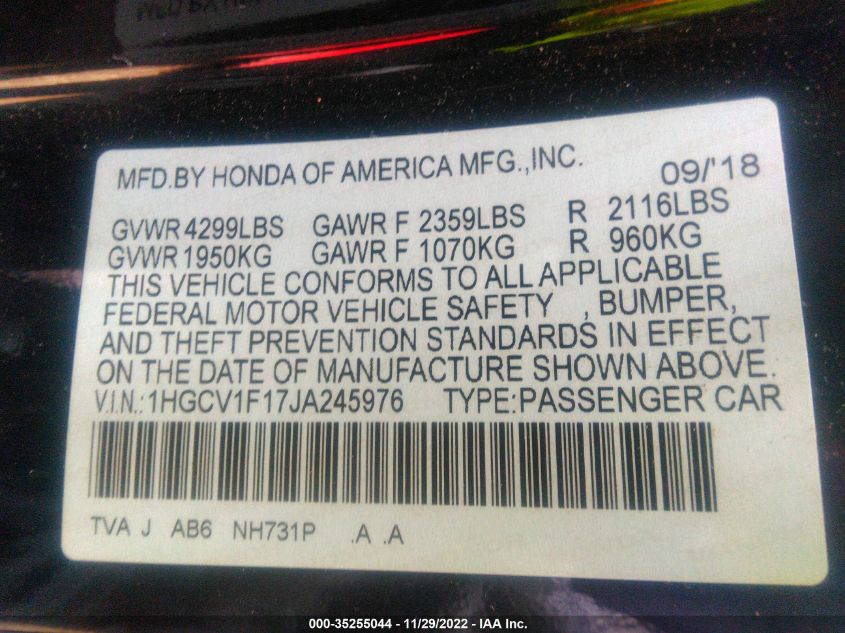 MFD.BY HONDA OF AMERICA MFG.,INC. 09/'18
GVWR 4299LBS GAWR F 2359LBS R 2116LBS
GVWR 1950KG GAWR F 1070KG R 960KG
THIS VEHICLE CONFORMS TO ALL APPLICABLE
FEDERAL MOTOR VEHICLE SAFETY , BUMPER,
AND THEFT PREVENTION STANDARDS IN EFFECT
ON THE DATE OF MANUFACTURE SHOWN ABOVE.
V.I.N.:1HGCV1F17JA245976 TYPE:PASSENGER CAR
TVA J AB6 NH731P .A .A
000-35255044 - 11/29/2022 - IAA Inc.